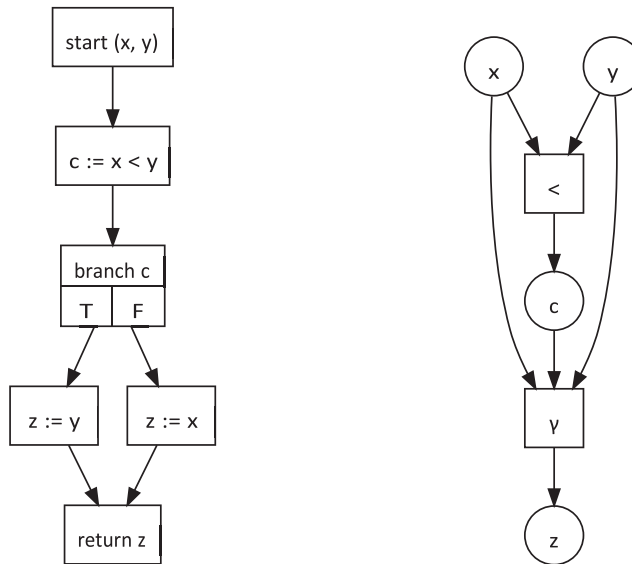 start (x, y)
c := x < y
branch c
T F
z := y
z := x
return z
x
y
<
c
γ
z